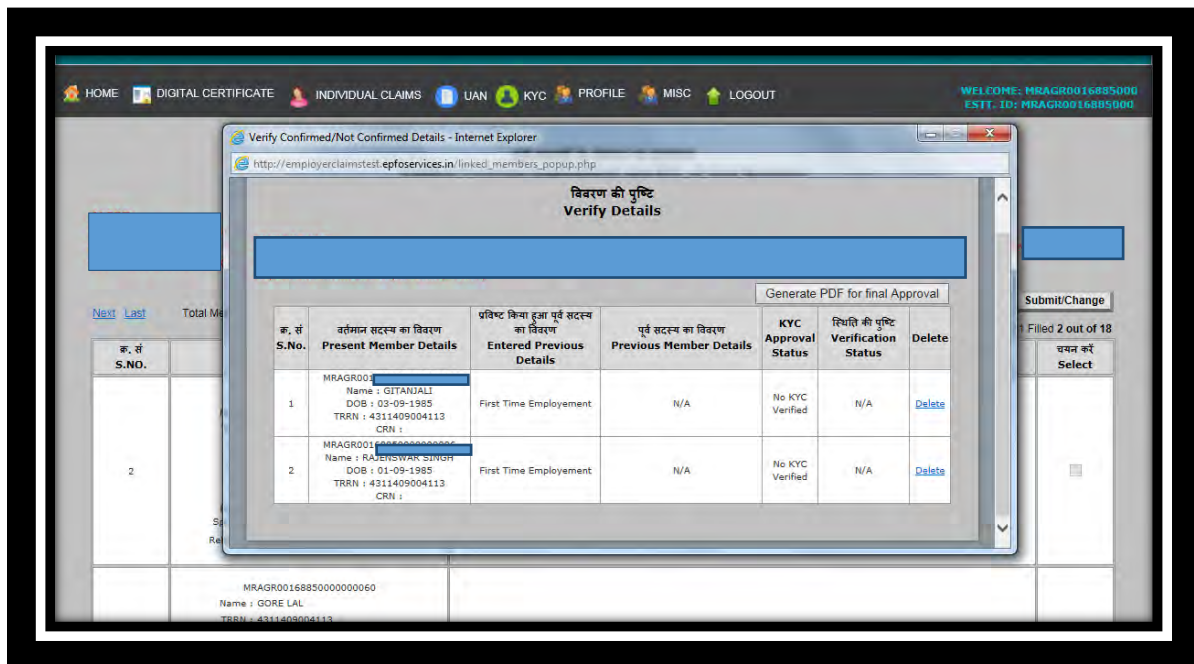 HOME DIGITAL CERTIFICATE INDIVIDUAL CLAIMS UAN KYC PROFILE MISC LOGOUT
WELCOME: MRAGR0016885000
ESTT. ID: MRAGR0016885000
Verify Confirmed/Not Confirmed Details - Internet Explorer
http://employerclaimstest.epfoservices.in/linked_members_popup.php
विवरण की पुष्टि
Verify Details
Generate PDF for final Approval
क्र. सं
S.No.
वर्तमान सदस्य का विवरण
Present Member Details
प्रविष्ट किया हुआ पूर्व सदस्य
का विवरण
Entered Previous
Details
पूर्व सदस्य का विवरण
Previous Member Details
KYC
Approval
Status
स्थिति की पुष्टि
Verification
Status
Delete
1
MRAGR001
Name : GITANJALI
DOB : 03-09-1985
TRRN : 4311409004113
CRN :
First Time Employement
N/A
No KYC
Verified
N/A
Delete
2
Name : RAJENSWAR SINGH
DOB : 01-09-1985
TRRN : 4311409004113
CRN :
First Time Employement
N/A
No KYC
Verified
N/A
Delete
Next Last
Submit/Change
Filled 2 out of 18
क्र. सं
S.NO.
चयन करें
Select
2
MRAGR00168850000000060
Name : GORE LAL
TRRN : 4311409004113